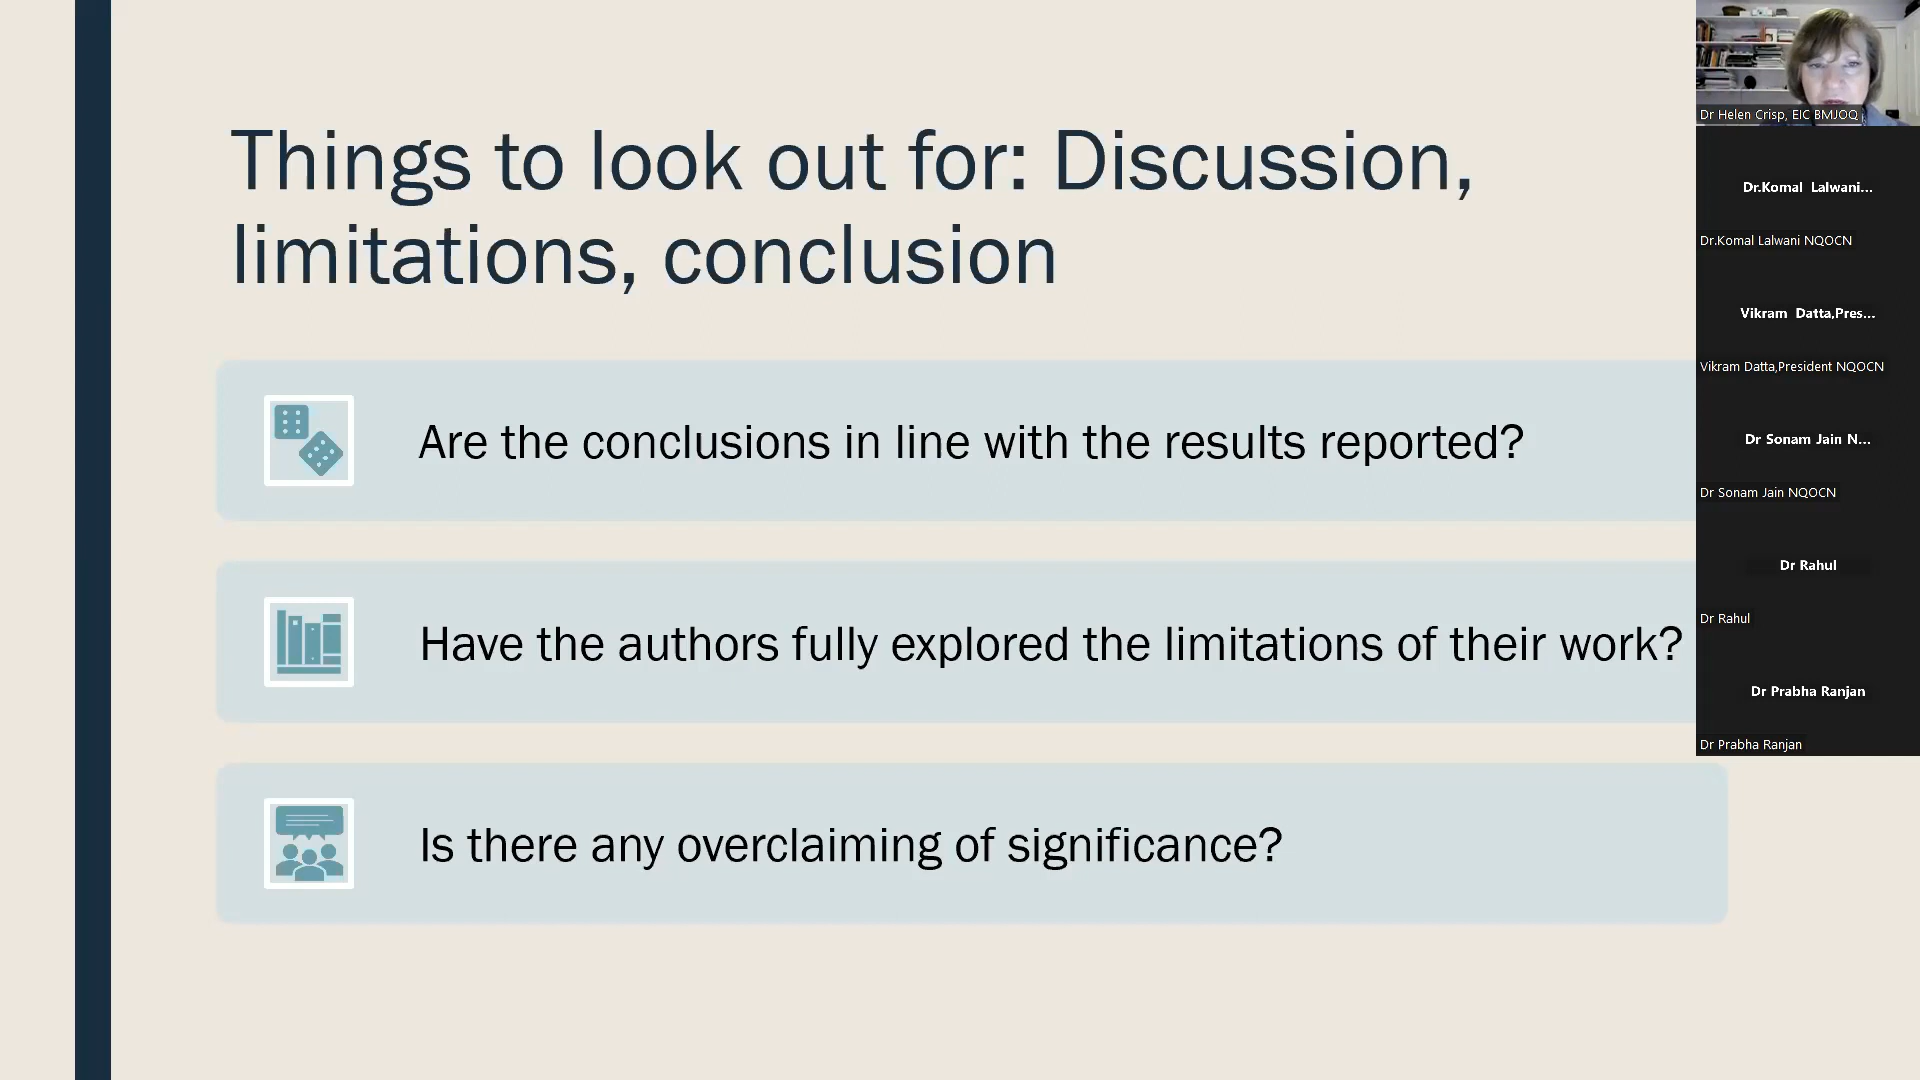 Things to look out for: Discussion,
limitations, conclusion
Are the conclusions in line with the results reported?
Have the authors fully explored the limitations of their work?
Is there any overclaiming of significance?
Dr Helen Crisp, EIC BMJOQ
Dr.Komal Lalwani...
Dr.Komal Lalwani NQOCN
Vikram Datta,Pres...
Vikram Datta,President NQOCN
Dr Sonam Jain N...
Dr Sonam Jain NQOCN
Dr Rahul
Dr Rahul
Dr Prabha Ranjan
Dr Prabha Ranjan